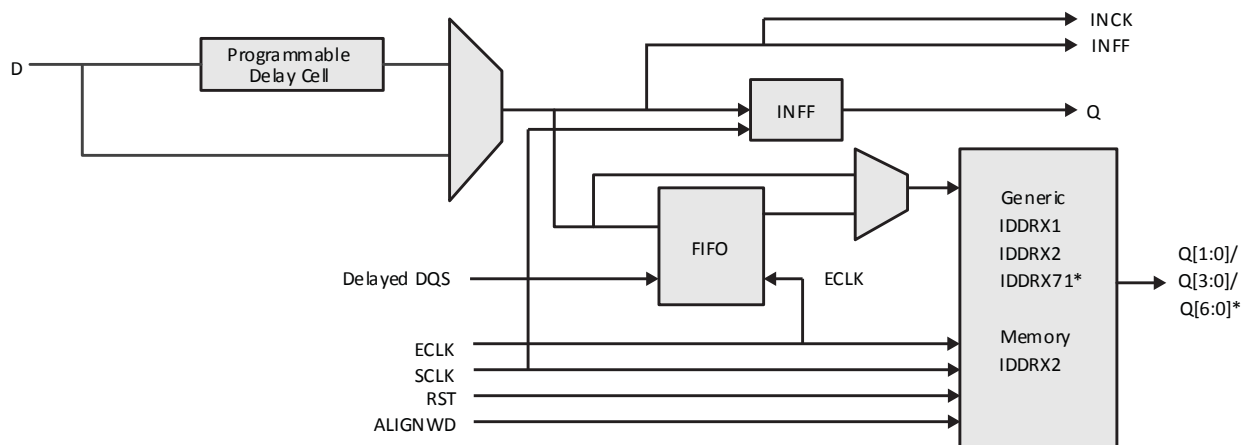 INCK
INFF
Programmable
Delay Cell
D
INFF
Q
Generic
IDDRX1
IDDRX2
IDDRX71*
Memory
IDDRX2
FIFO
Delayed DQS
ECLK
Q[1:0]/
Q[3:0]/
Q[6:0]*
ECLK
SCLK
RST
ALIGNWD